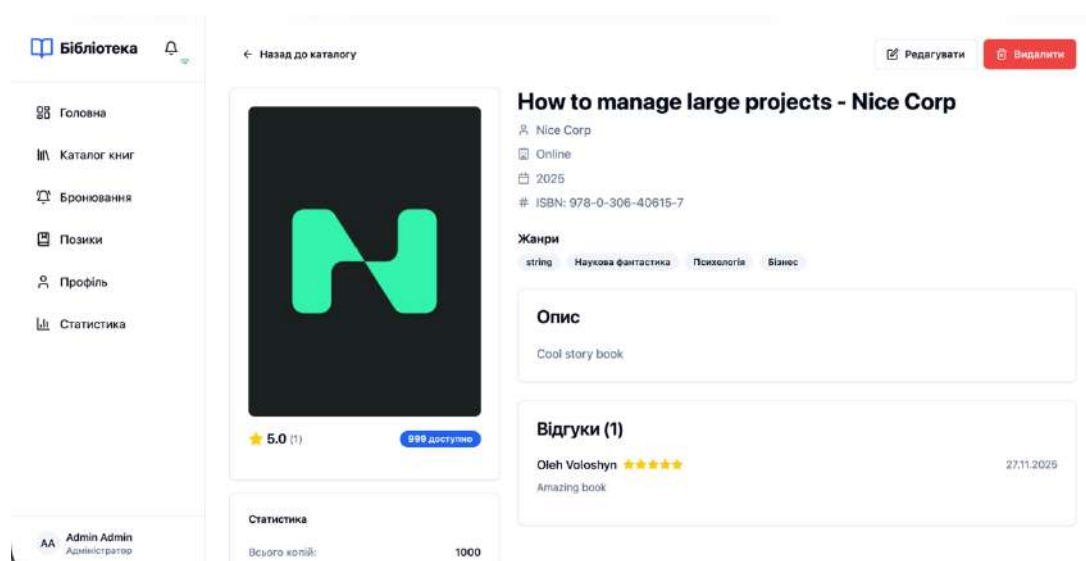 Бібліотека
Головна
Каталог книг
Бронювання
Позики
Профіль
Статистика
AA
Admin Admin
Адміністратор
← Назад до каталогу
Редагувати
Видалити
5.0 (1)
999 доступно
Статистика
Всього копій: 1000
How to manage large projects - Nice Corp
Nice Corp
Online
2025
# ISBN: 978-0-306-40615-7
Жанри
string Наукова фантастика Психологія Бізнес
Опис
Cool story book
Відгуки (1)
Oleh Voloshyn 27.11.2025
Amazing book